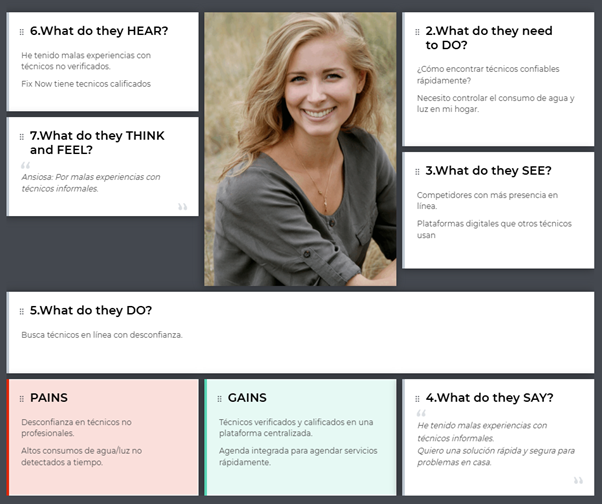 6.What do they HEAR?
He tenido malas experiencias con
técnicos no verificados.
Fix Now tiene tecnicos calificados
7.What do they THINK
and FEEL?
Ansiosa: Por malas experiencias con
técnicos informales.
2.What do they need
to DO?
¿Cómo encontrar técnicos confiables
rápidamente?
Necesito controlar el consumo de agua y
luz en mi hogar.
3.What do they SEE?
Competidores con más presencia en
línea.
Plataformas digitales que otros técnicos
usan
5.What do they DO?
Busca técnicos en línea con desconfianza.
PAINS
Desconfianza en técnicos no
profesionales.
Altos consumos de agua/luz no
detectados a tiempo.
GAINS
Técnicos verificados y calificados en una
plataforma centralizada.
Agenda integrada para agendar servicios
rápidamente.
4.What do they SAY?
He tenido malas experiencias con
técnicos informales.
Quiero una solución rápida y segura para
problemas en casa.